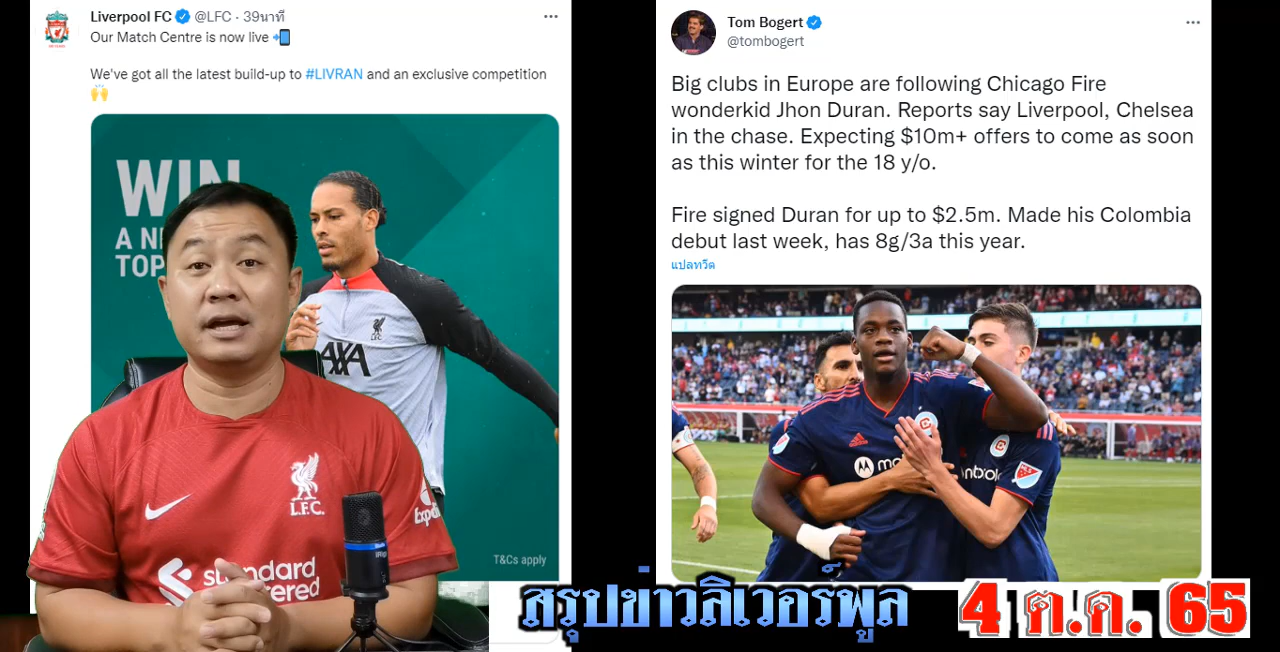 Liverpool FC @LFC · 39นาที
Our Match Centre is now live
We've got all the latest build-up to #LIVRAN and an exclusive competition
WIN
A N
TOP
AXA
L.F.C.
standard
T&Cs apply
Tom Bogert
@tombogert
Big clubs in Europe are following Chicago Fire
wonderkid Jhon Duran. Reports say Liverpool, Chelsea
in the chase. Expecting $10m+ offers to come as soon
as this winter for the 18 y/o.
Fire signed Duran for up to $2.5m. Made his Colombia
debut last week, has 8g/3a this year.
แปลทวีต
สรุปข่าวลิเวอร์พูล 4 ต.ค. 65